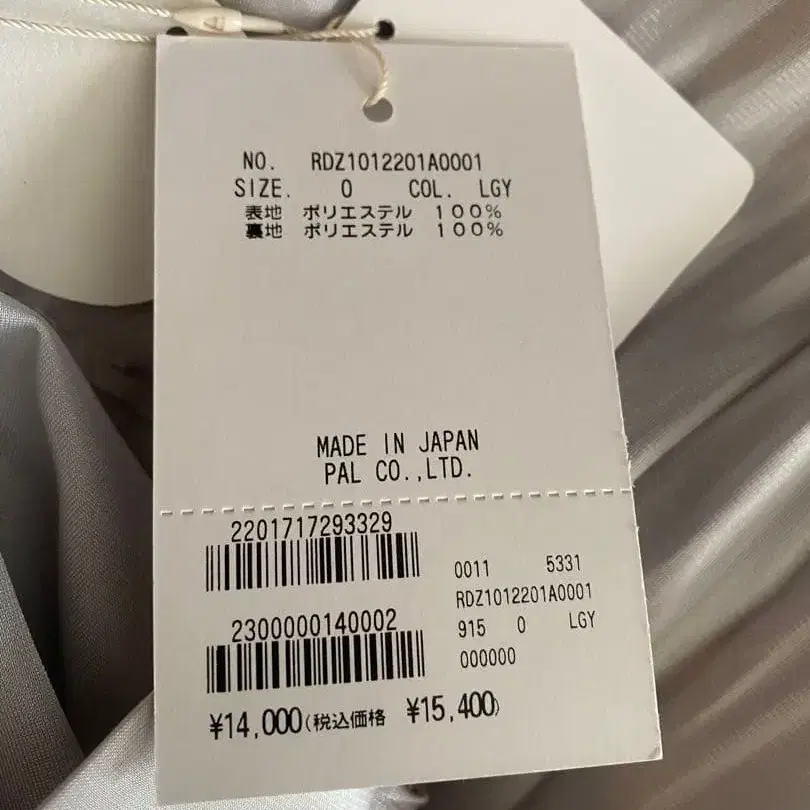 NO. RDZ1012201A0001
SIZE. 0 COL. LGY
表地 ポリエステル 100%
裏地 ポリエステル 100%
MADE IN JAPAN
PAL CO.,LTD.
2201717293329
2300000140002
0011 5331
RDZ1012201A0001
915 0 LGY
000000
¥14,000(税込価格 ¥15,400)